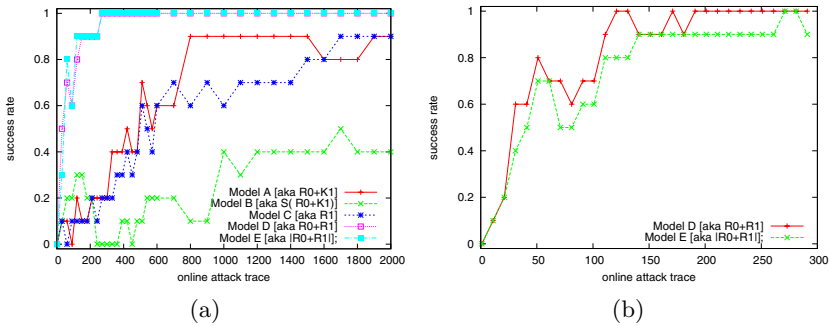 1
0.8
0.6
0.4
0.2
0
success rate
Model A [aka R0+K1]
Model B [aka S( R0+K1)]
Model C [aka R1]
Model D [aka R0+R1]
Model E [aka |R0+R1|];
0 200 400 600 800 1000 1200 1400 1600 1800 2000
online attack trace
(a)
1
0.8
0.6
0.4
0.2
0
success rate
Model D [aka R0+R1]
Model E [aka |R0+R1|];
0 50 100 150 200 250 300
online attack trace
(b)